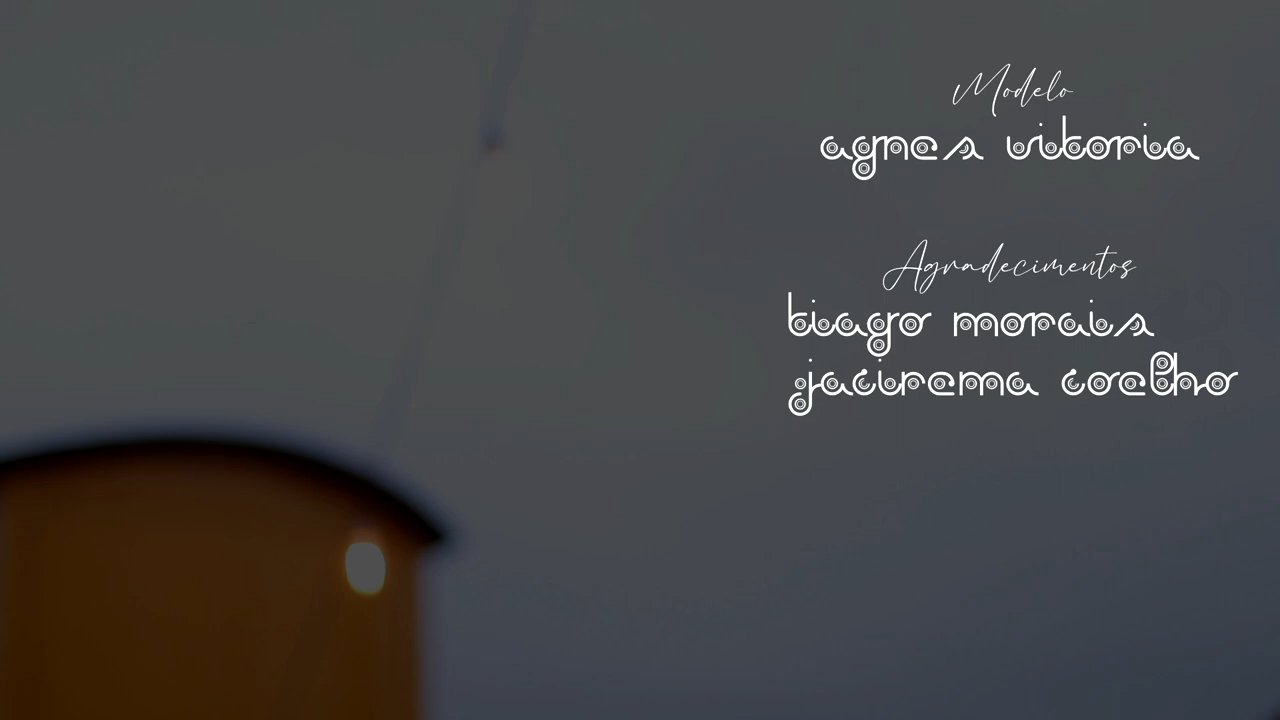 Modelo
agnes vitoria
Agradecimentos
tiago morais
jacirema coelho